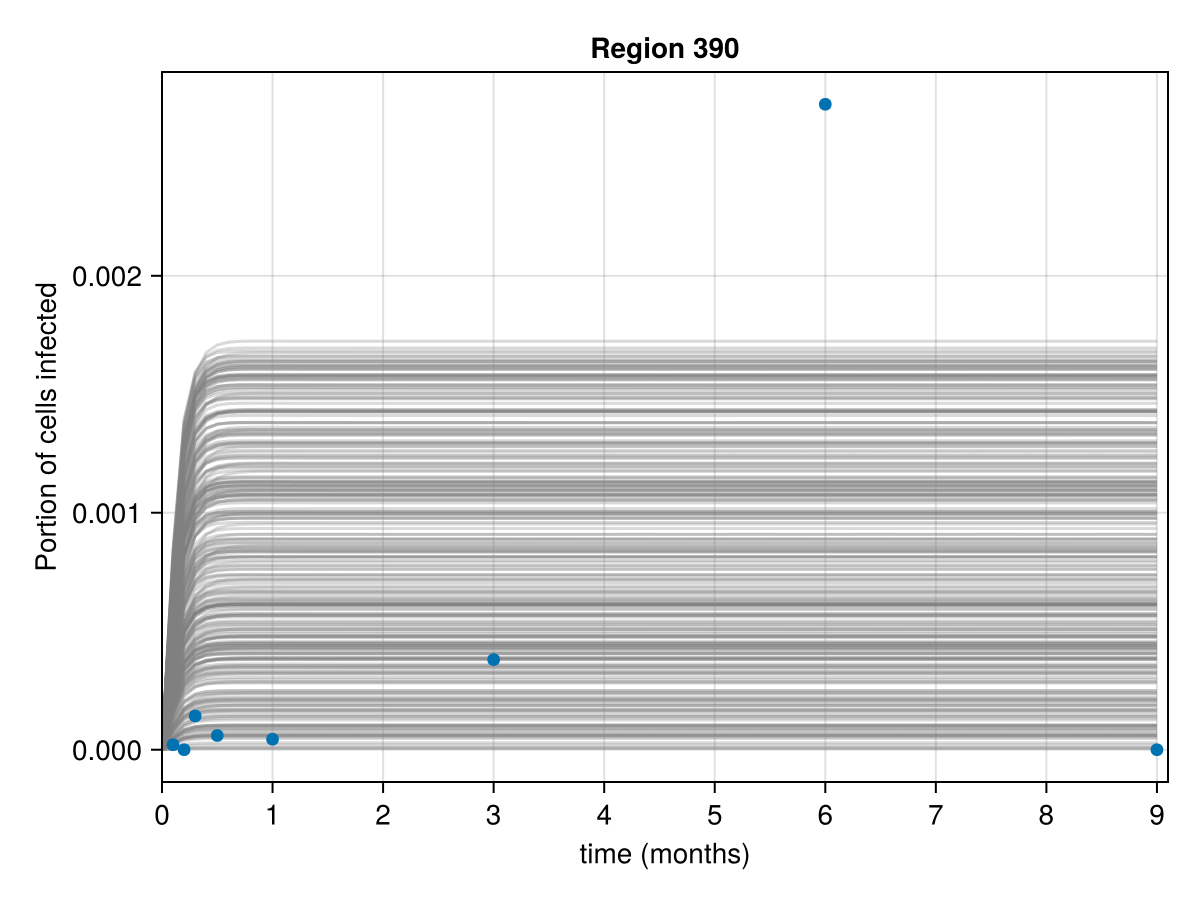 Region 390
Portion of cells infected
0.002
0.001
0.000
0 1 2 3 4 5 6 7 8 9
time (months)